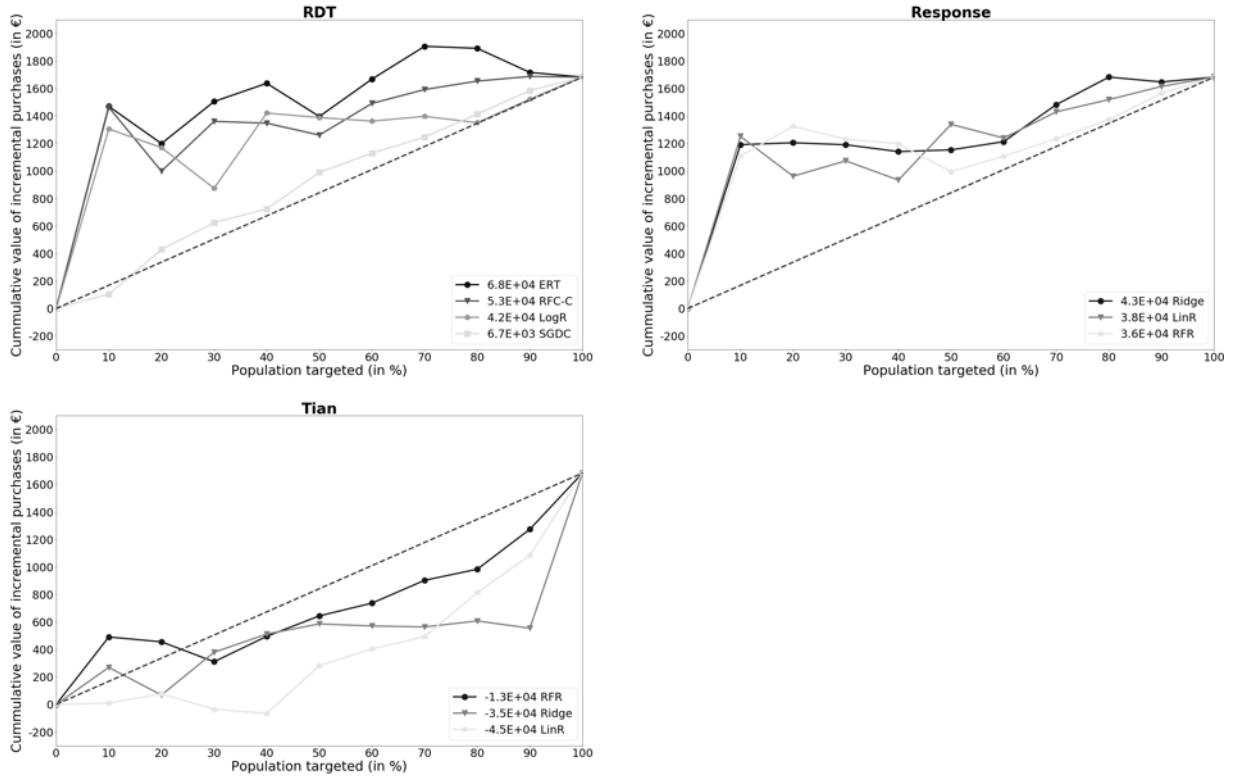 RDT
Cummulative value of incremental purchases (in €)
2000
1800
1600
1400
1200
1000
800
600
400
200
0
-200
6.8E+04 ERT
5.3E+04 RFC-C
4.2E+04 LogR
6.7E+03 SGDC
0 10 20 30 40 50 60 70 80 90 100
Population targeted (in %)
Response
Cummulative value of incremental purchases (in €)
2000
1800
1600
1400
1200
1000
800
600
400
200
0
-200
4.3E+04 Ridge
3.8E+04 LinR
3.6E+04 RFR
0 10 20 30 40 50 60 70 80 90 100
Population targeted (in %)
Tian
Cummulative value of incremental purchases (in €)
2000
1800
1600
1400
1200
1000
800
600
400
200
0
-200
-1.3E+04 RFR
-3.5E+04 Ridge
-4.5E+04 LinR
0 10 20 30 40 50 60 70 80 90 100
Population targeted (in %)